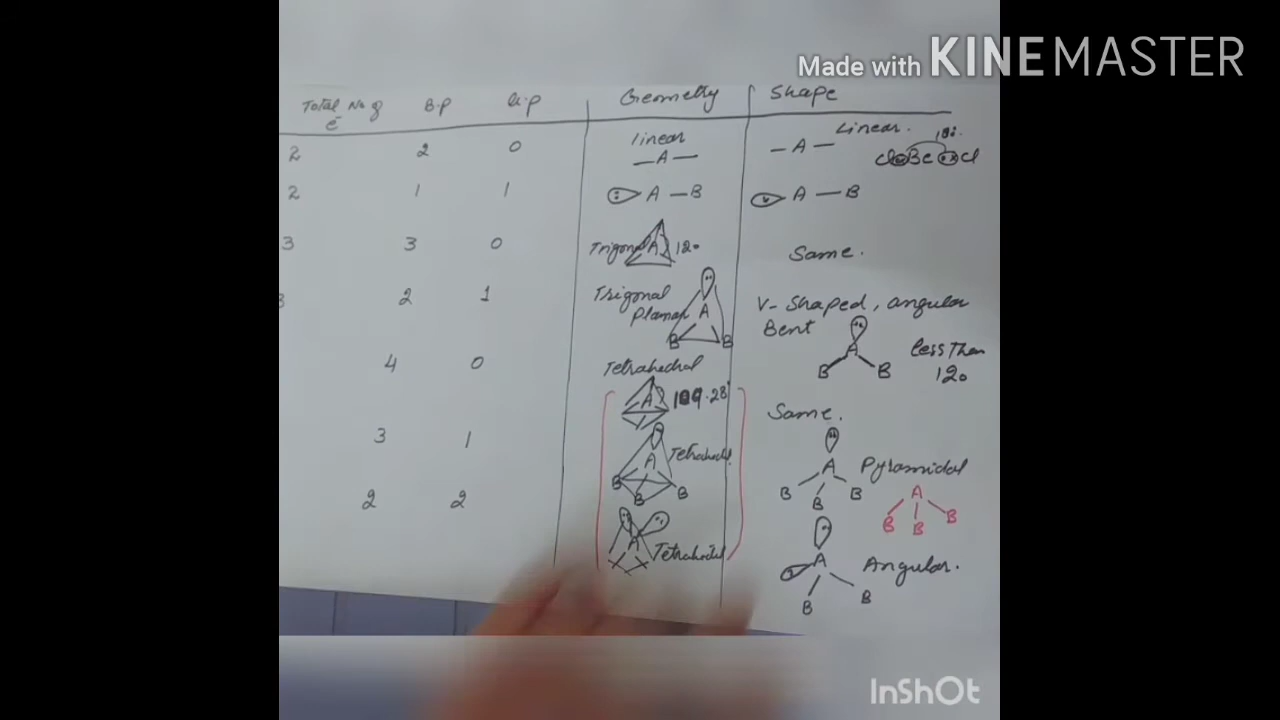 Made with KINEMASTER
Total No of e⁻ B.P U.P Geometry Shape
2 2 0 linear —A— —A— Linear. Cl Be Cl
2 1 1 A—B A—B
3 3 0 Trigonal A 120 Same.
2 1 Trigonal Planar A B B V-Shaped, angular Bent A B B less Then 120
4 0 Tetrahedral A 109.28' Same.
3 1 A B B B Tetrahedral A B B B Pyramidal A B B B
2 2 A Tetrahedral A B B Angular.
InShOt